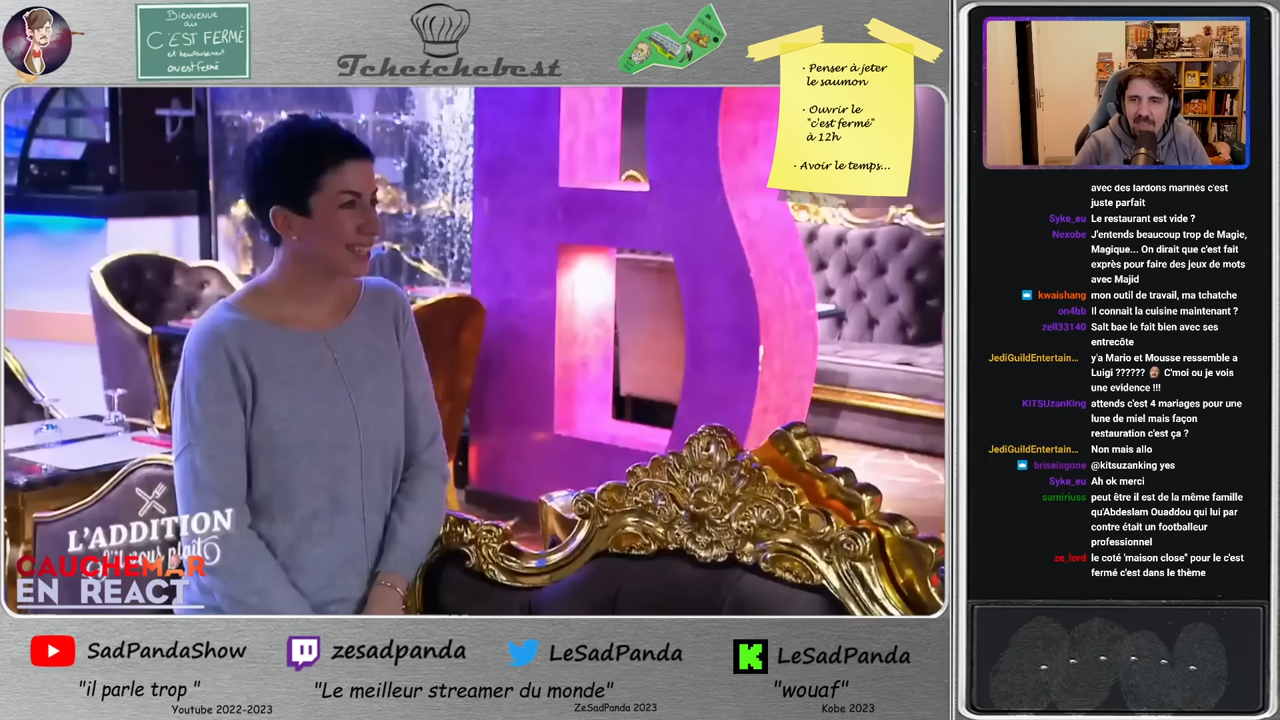 Bienvenue
au
C'EST FERMÉ
et heureusement
on est fermé
Tchetchebest
· Penser à jeter
le saumon
· Ouvrir le
"c'est fermé"
à 12h
· Avoir le temps...
avec des lardons marinés c'est
juste parfait
Syke_eu Le restaurant est vide ?
Nexobe J'entends beaucoup trop de Magie,
Magique... On dirait que c'est fait
exprès pour faire des jeux de mots
avec Majid
kwaishang mon outil de travail, ma tchatche
on4bb Il connait la cuisine maintenant ?
zell33140 Salt bae le fait bien avec ses
entrecôte
JediGuildEntertain... y'a Mario et Mousse ressemble a
Luigi ?????? C'moi ou je vois
une evidence !!!
KITSUzanKing attends c'est 4 mariages pour une
lune de miel mais façon
restauration c'est ça ?
JediGuildEntertain... Non mais allo
briseisgone @kitsuzanking yes
Syke_eu Ah ok merci
samiriuss peut être il est de la même famille
qu'Abdeslam Ouaddou qui lui par
contre était un footballeur
professionnel
ze_lord le coté 'maison close" pour le c'est
fermé c'est dans le thème
L'ADDITION
s'il vous plaît
CAUCHEMAR
EN REACT
SadPandaShow
zesadpanda
LeSadPanda
LeSadPanda
"il parle trop "
Youtube 2022-2023
"Le meilleur streamer du monde"
ZeSadPanda 2023
"wouaf"
Kobe 2023